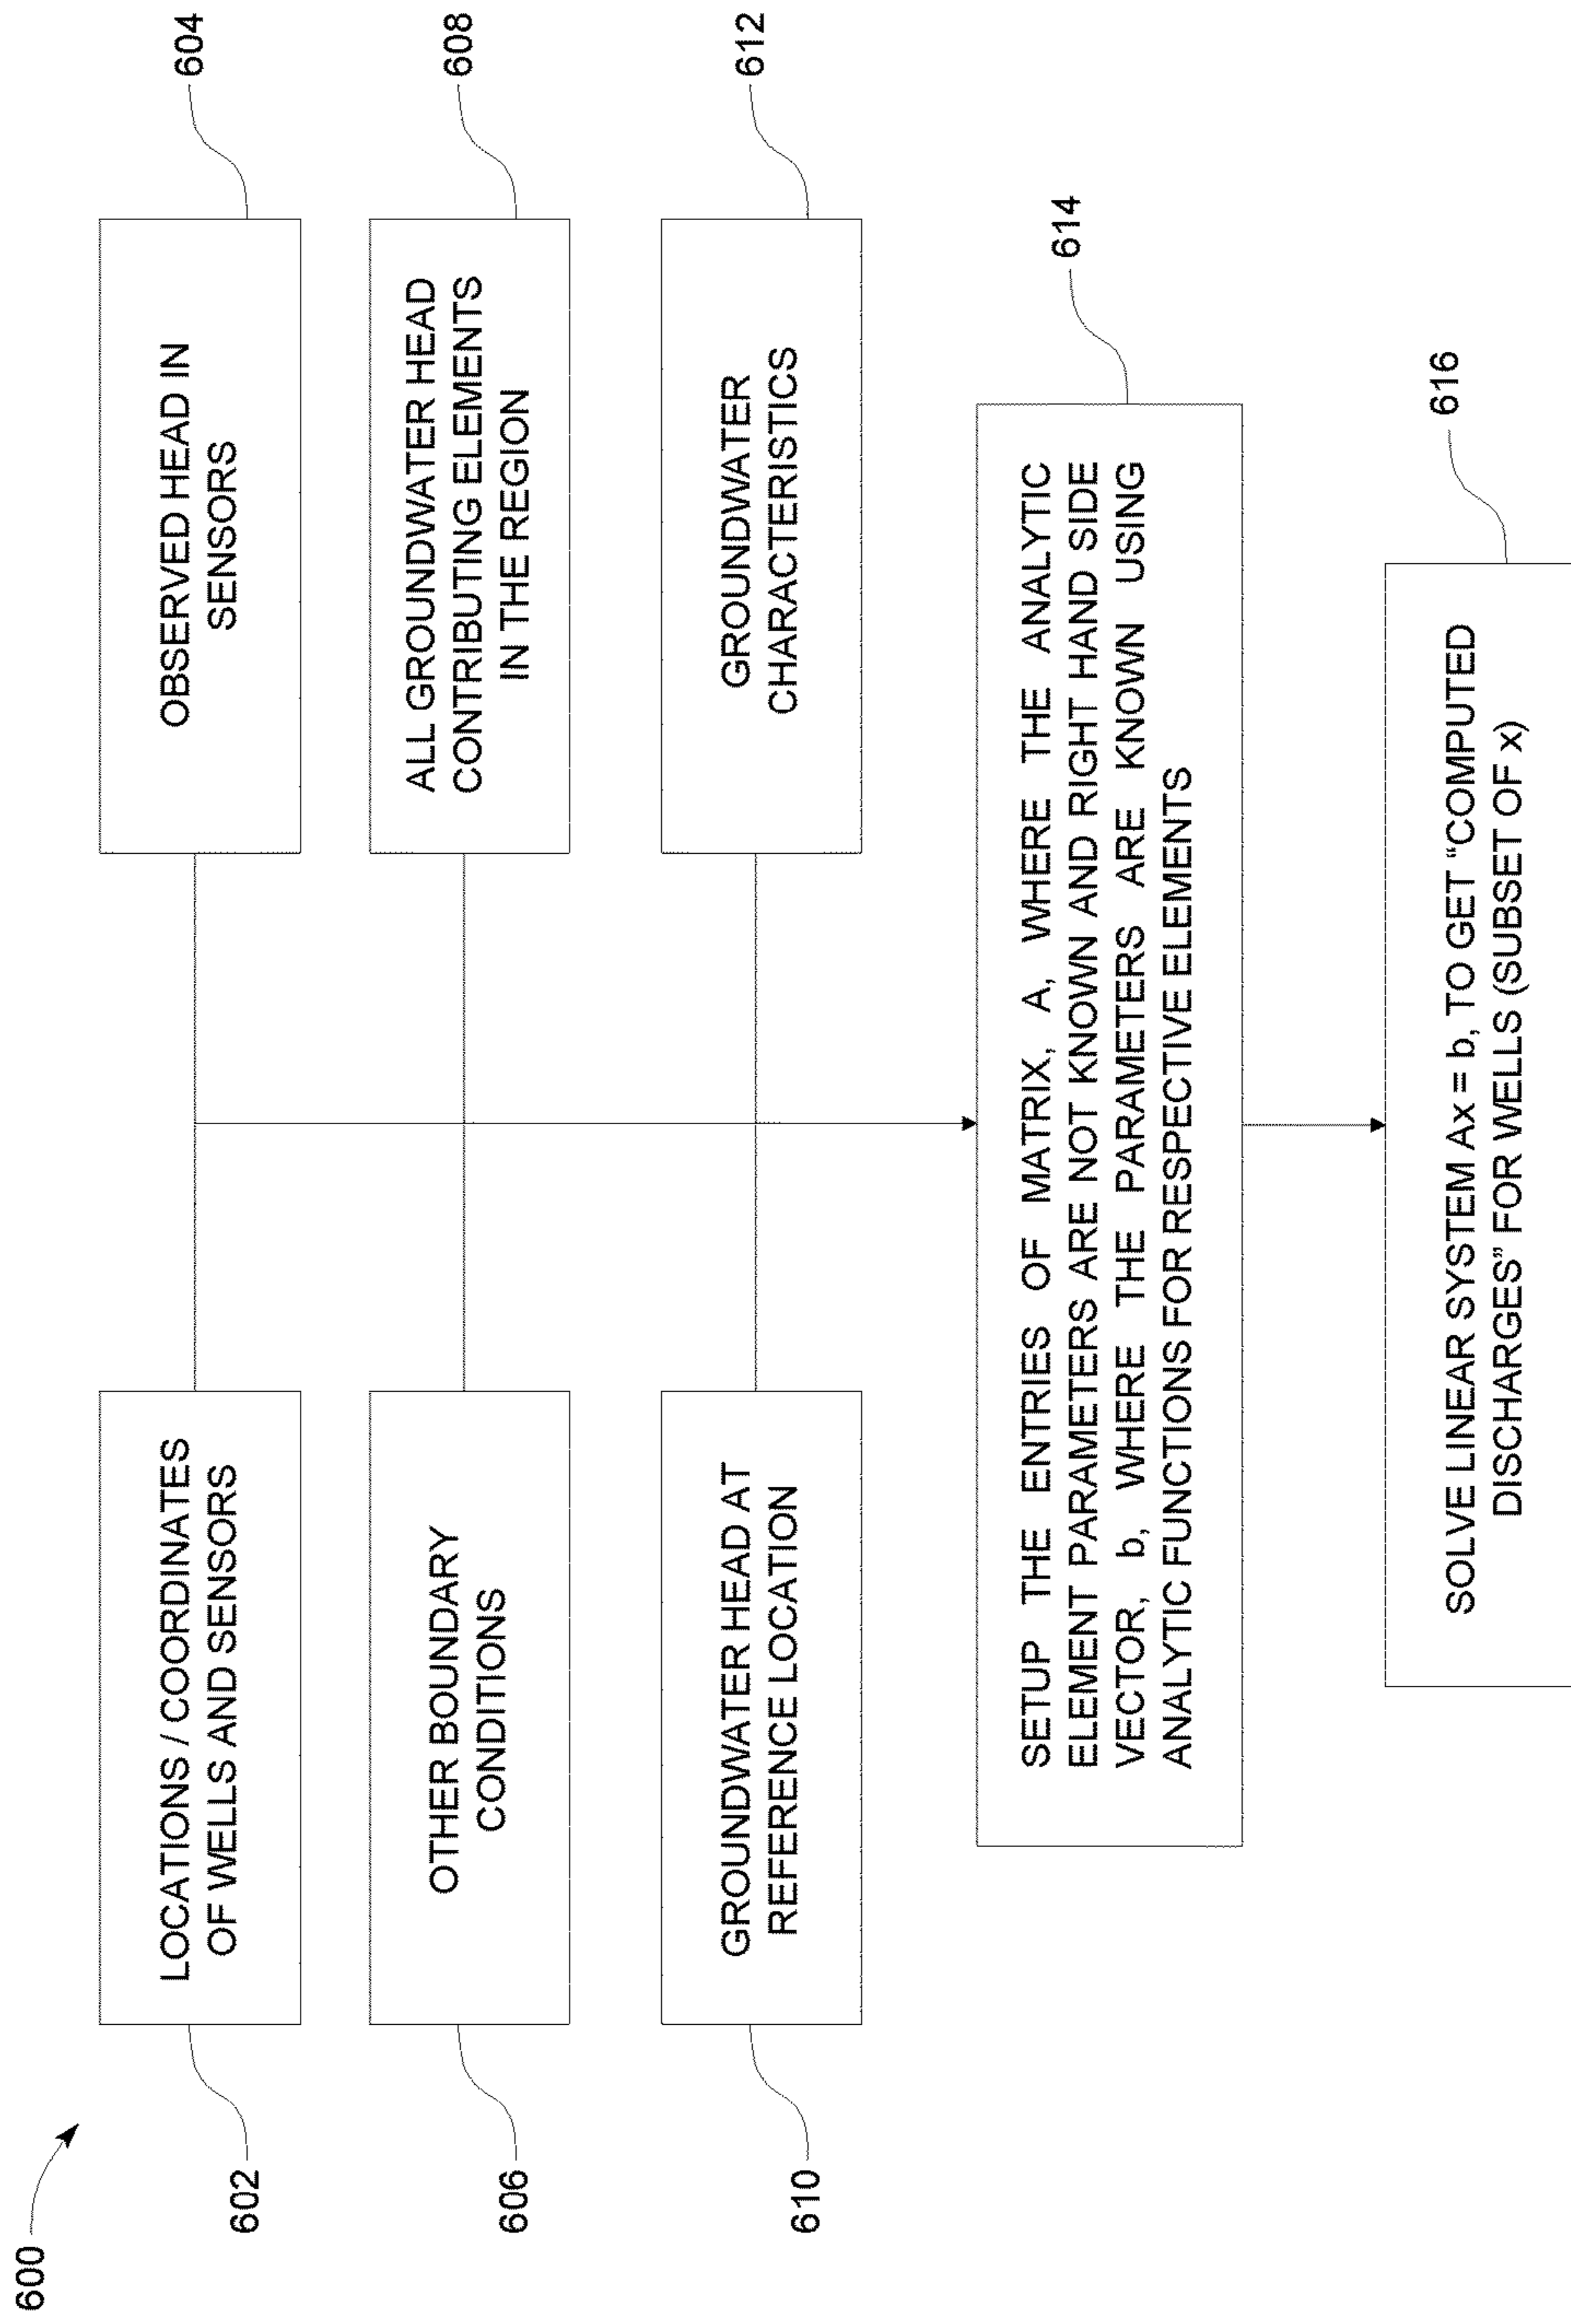 600
602
LOCATIONS / COORDINATES
OF WELLS AND SENSORS
OBSERVED HEAD IN
SENSORS
604
606
OTHER BOUNDARY
CONDITIONS
ALL GROUNDWATER HEAD
CONTRIBUTING ELEMENTS
IN THE REGION
608
610
GROUNDWATER HEAD AT
REFERENCE LOCATION
GROUNDWATER
CHARACTERISTICS
612
SETUP THE ENTRIES OF MATRIX, A, WHERE THE ANALYTIC
ELEMENT PARAMETERS ARE NOT KNOWN AND RIGHT HAND SIDE
VECTOR, b, WHERE THE PARAMETERS ARE KNOWN USING
ANALYTIC FUNCTIONS FOR RESPECTIVE ELEMENTS
614
SOLVE LINEAR SYSTEM Ax = b, TO GET “COMPUTED
DISCHARGES” FOR WELLS (SUBSET OF x)
616